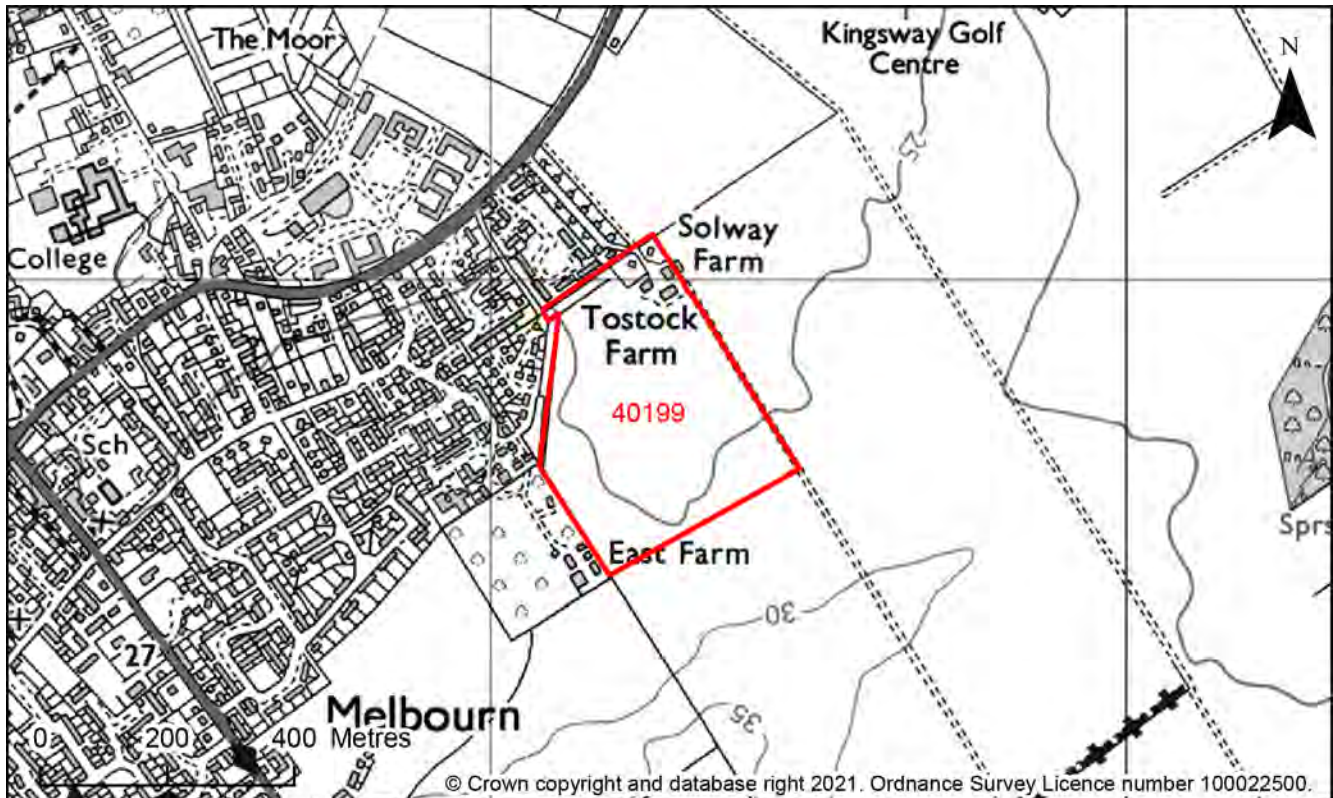 The Moor
Kingsway Golf
Centre
N
25
College
Solway
Farm
Tostock
Farm
40199
Sch
East Farm
30
27
35
Melbourn
0 200 400 Metres
Sprs
© Crown copyright and database right 2021. Ordnance Survey Licence number 100022500.